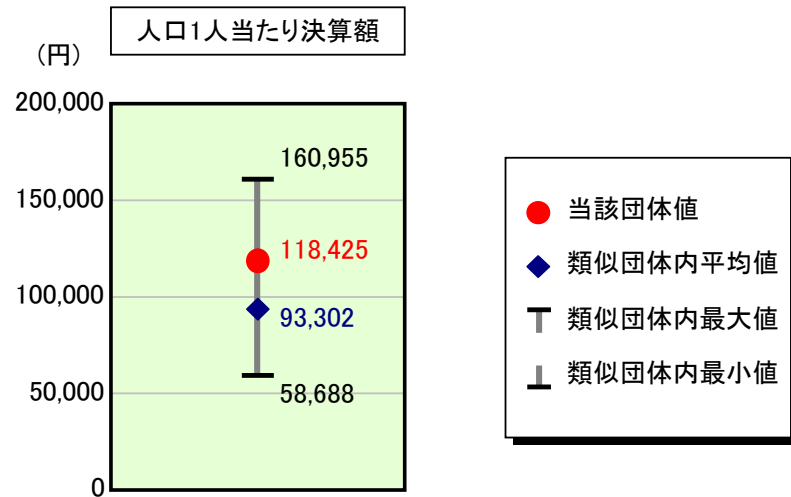 人口1人当たり決算額
(円)
200,000
150,000
100,000
50,000
0
160,955
118,425
93,302
58,688
当該団体値
類似団体内平均値
類似団体内最大値
類似団体内最小値